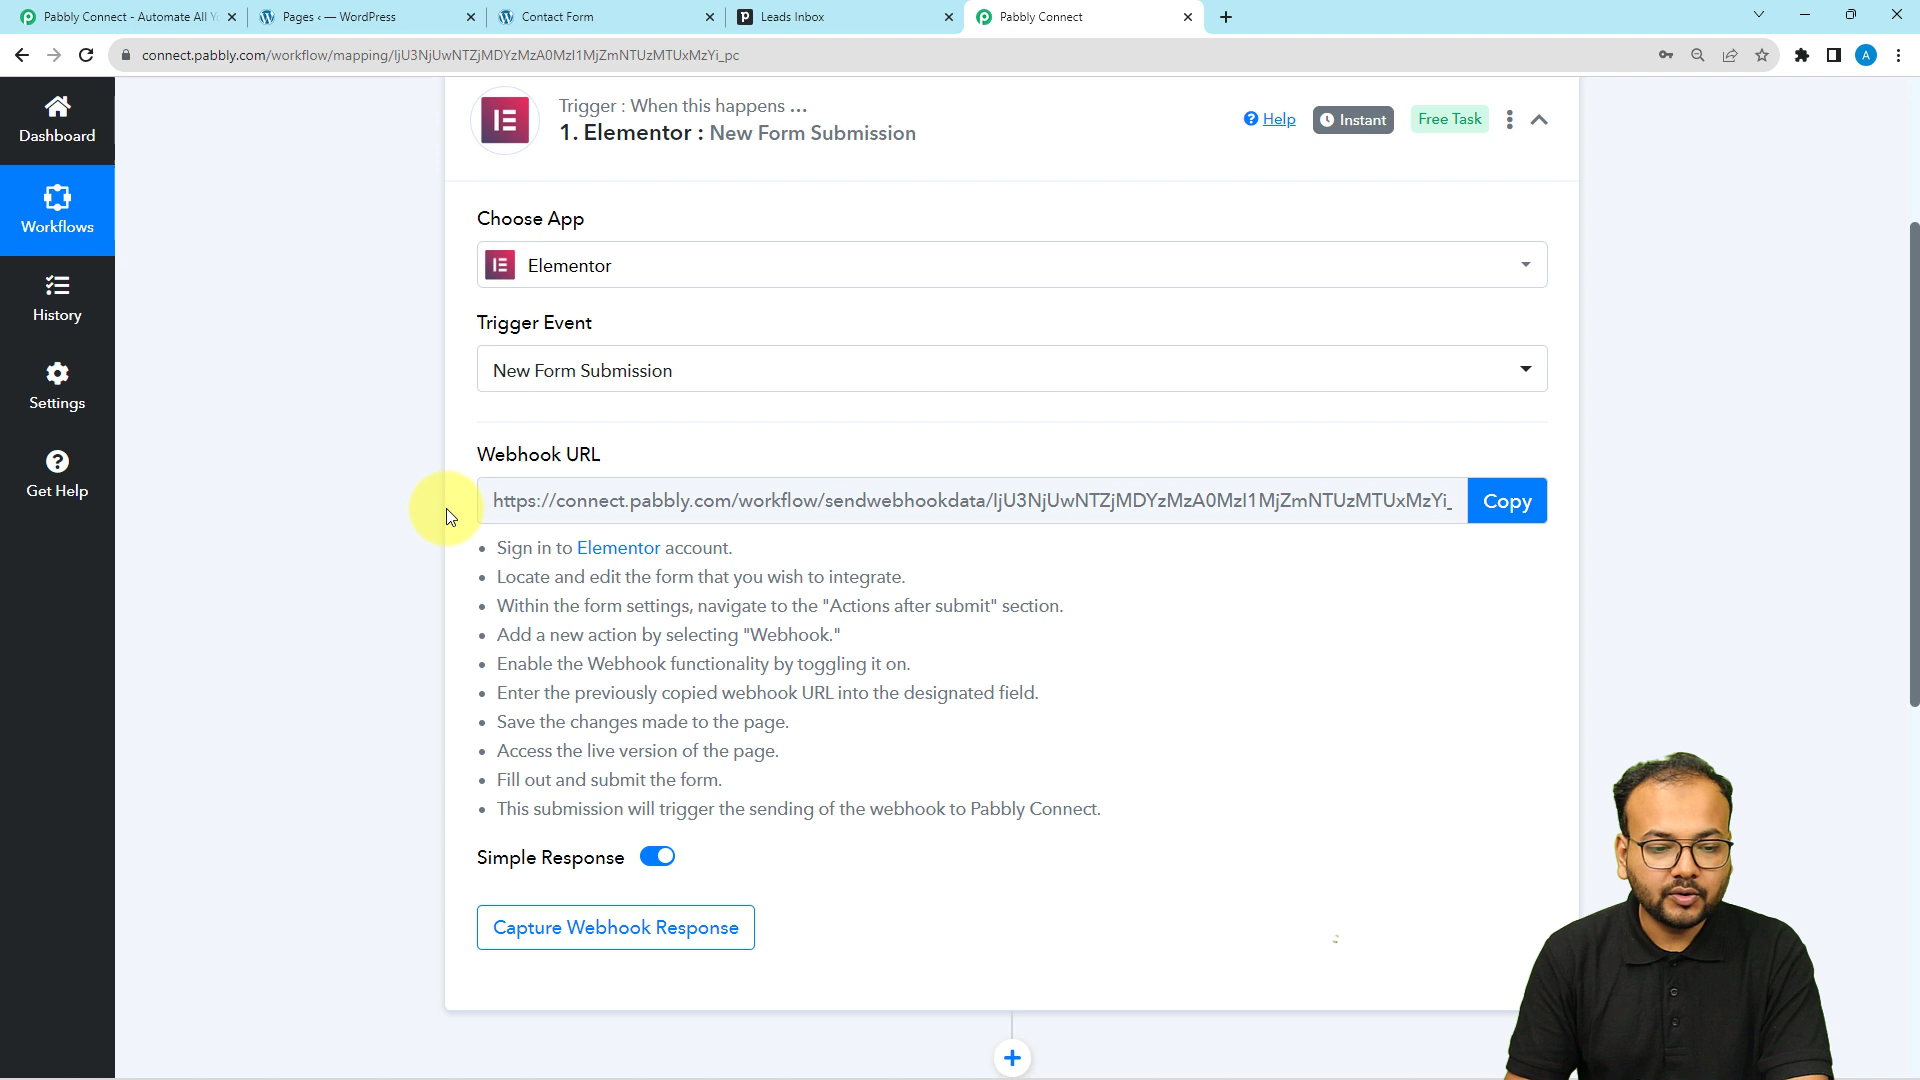 Pabbly Connect - Automate All Y
Pages ‹ — WordPress
Contact Form
Leads Inbox
Pabbly Connect
connect.pabbly.com/workflow/mapping/IjU3NjUwNTZjMDYzMzA0MzI1MjZmNTUzMTUxMzYi_pc
A
Dashboard
Workflows
History
Settings
Get Help
Trigger : When this happens ...
1. Elementor : New Form Submission
Help
Instant
Free Task
Choose App
Elementor
Trigger Event
New Form Submission
Webhook URL
https://connect.pabbly.com/workflow/sendwebhookdata/IjU3NjUwNTZjMDYzMzA0MzI1MjZmNTUzMTUxMzYi_
Copy
Sign in to Elementor account.
Locate and edit the form that you wish to integrate.
Within the form settings, navigate to the "Actions after submit" section.
Add a new action by selecting "Webhook."
Enable the Webhook functionality by toggling it on.
Enter the previously copied webhook URL into the designated field.
Save the changes made to the page.
Access the live version of the page.
Fill out and submit the form.
This submission will trigger the sending of the webhook to Pabbly Connect.
Simple Response
Capture Webhook Response